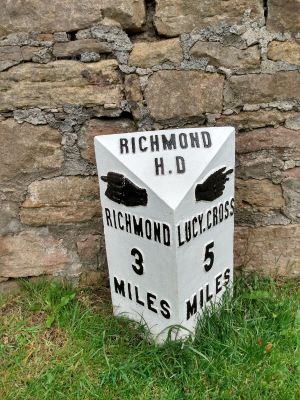 RICHMOND
H.D
RICHMOND
3
MILES
LUCY.CROSS
5
MILES